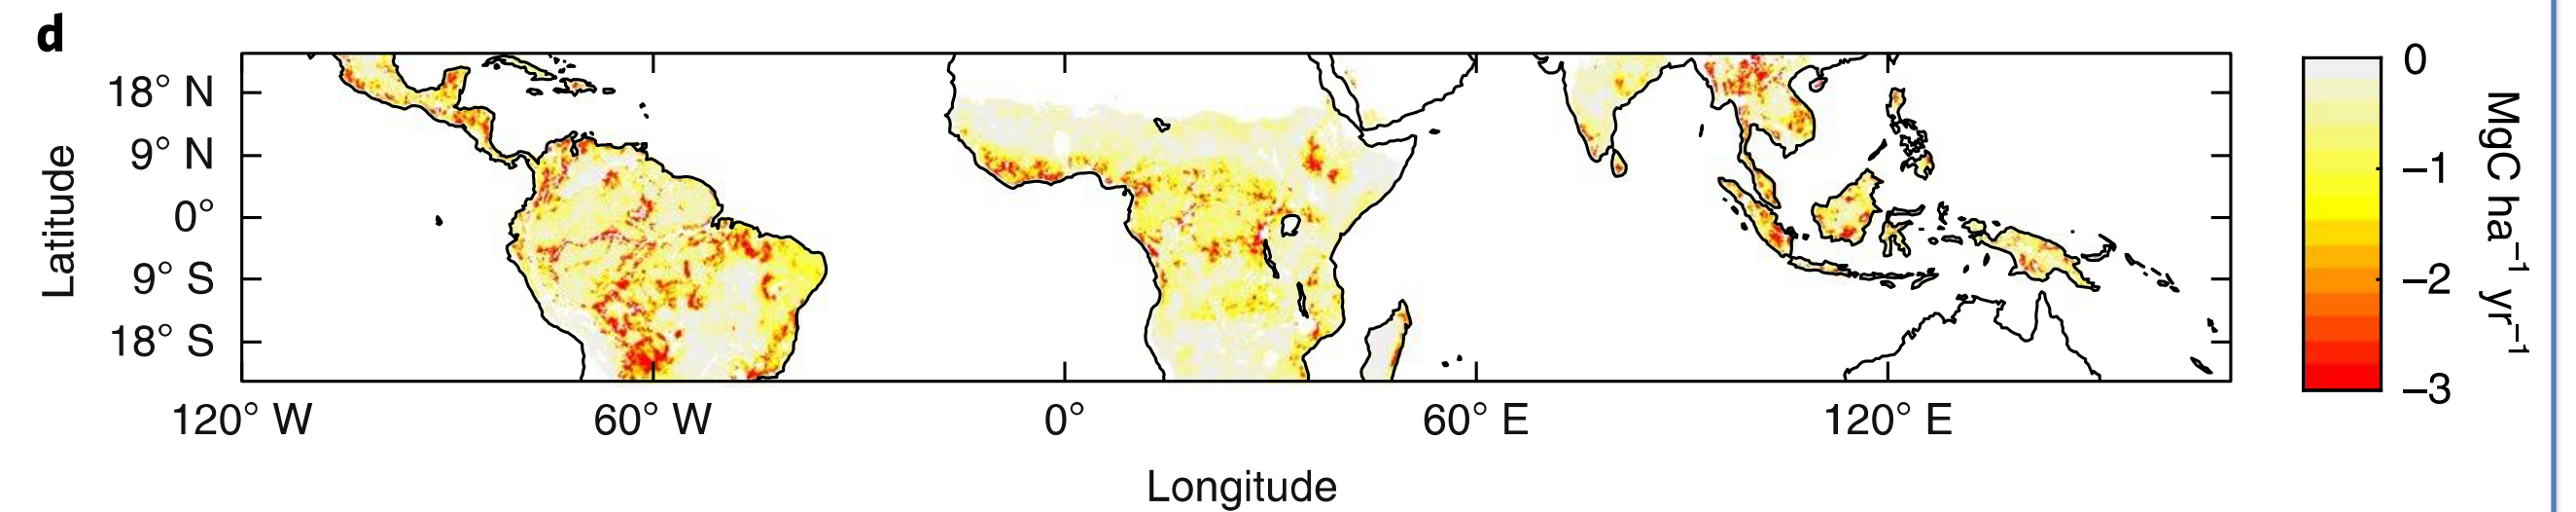 d
18° N
9° N
0°
9° S
18° S
Latitude
120° W
60° W
0°
60° E
120° E
Longitude
0
−1
−2
−3
MgC ha⁻¹ yr⁻¹